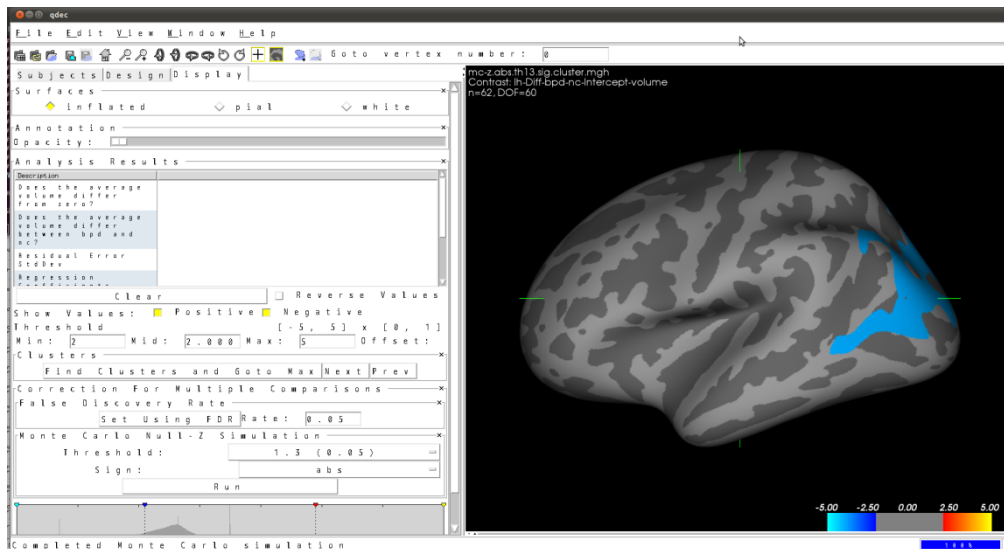 qdec
File Edit View Window Help
Goto vertex number: 0
Subjects Design Display
Surfaces
inflated pial white
Annotation
Opacity:
Analysis Results
Description
Does the average
volume differ
from zero?
Does the average
volume differ
between bpd and
nc?
Residual Error
StdDev
Regression
Coefficients
Clear Reverse Values
Show Values: Positive Negative
Threshold [-5, 5] x [0, 1]
Min: 2 Mid: 2.000 Max: 5 Offset:
Clusters
Find Clusters and Goto Max Next Prev
Correction For Multiple Comparisons
False Discovery Rate
Set Using FDR Rate: 0.05
Monte Carlo Null-Z Simulation
Threshold: 1.3 (0.05)
Sign: abs
Run
Completed Monte Carlo simulation
mc-z.abs.th13.sig.cluster.mgh
Contrast: lh-Diff-bpd-nc-Intercept-volume
n=62, DOF=60
-5.00 -2.50 0.00 2.50 5.00
100%